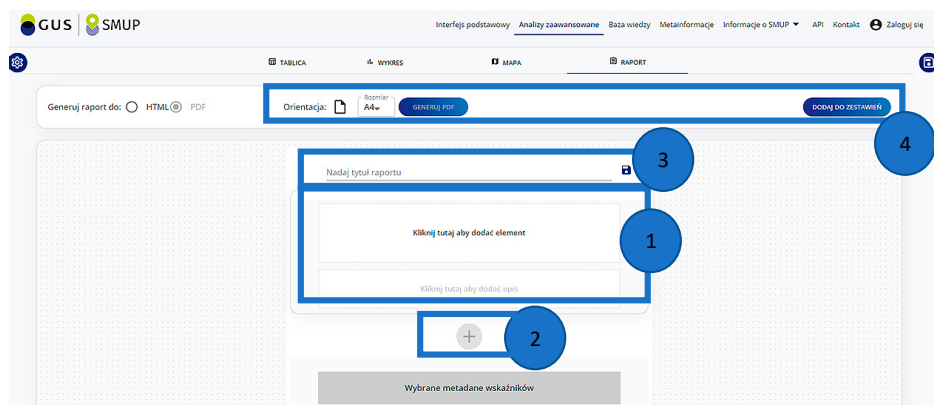 GUS SMUP
Interfejs podstawowy Analizy zaawansowane Baza wiedzy Metainformacje Informacje o SMUP API Kontakt Zaloguj się
TABLICA WYKRES MAPA RAPORT
Generuj raport do: HTML PDF
Orientacja: Rozmiar A4 GENERUJ PDF DODAJ DO ZESTAWIEŃ
4
3
Nadaj tytuł raportu
Kliknij tutaj aby dodać element
1
Kliknij tutaj aby dodać opis
2
Wybrane metadane wskaźników